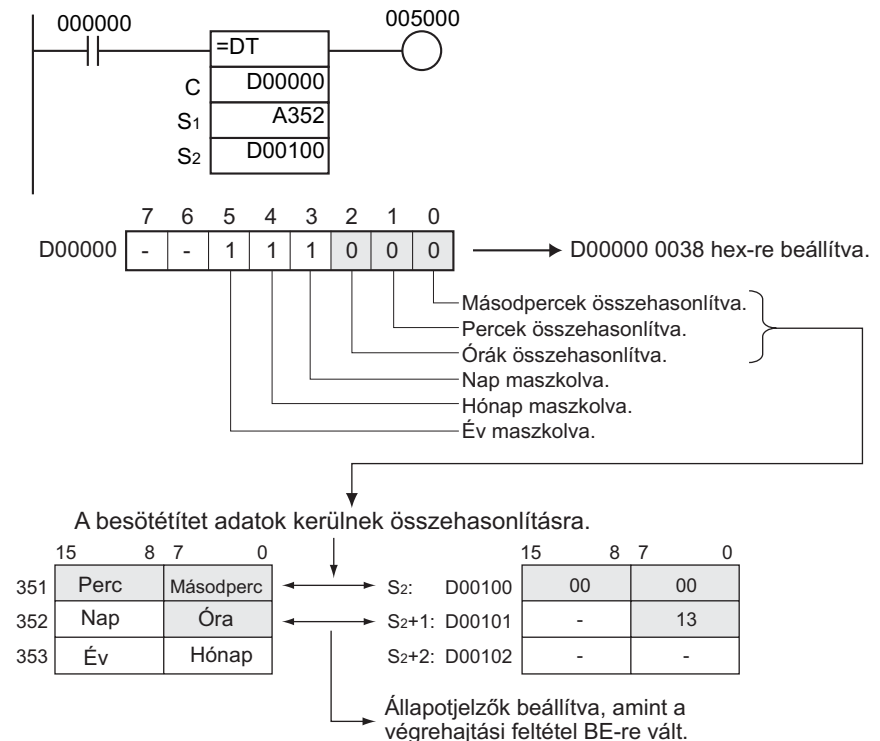 000000
005000
=DT
C D00000
S1 A352
S2 D00100
7 6 5 4 3 2 1 0
D00000 - - 1 1 1 0 0 0 D00000 0038 hex-re beállítva.
Másodpercek összehasonlítva.
Percek összehasonlítva.
Órák összehasonlítva.
Nap maszkolva.
Hónap maszkolva.
Év maszkolva.
A besötétítet adatok kerülnek összehasonlításra.
15 8 7 0 15 8 7 0
351 Perc Másodperc S2: D00100 00 00
352 Nap Óra S2+1: D00101 - 13
353 Év Hónap S2+2: D00102 - -
Állapotjelzők beállítva, amint a
végrehajtási feltétel BE-re vált.